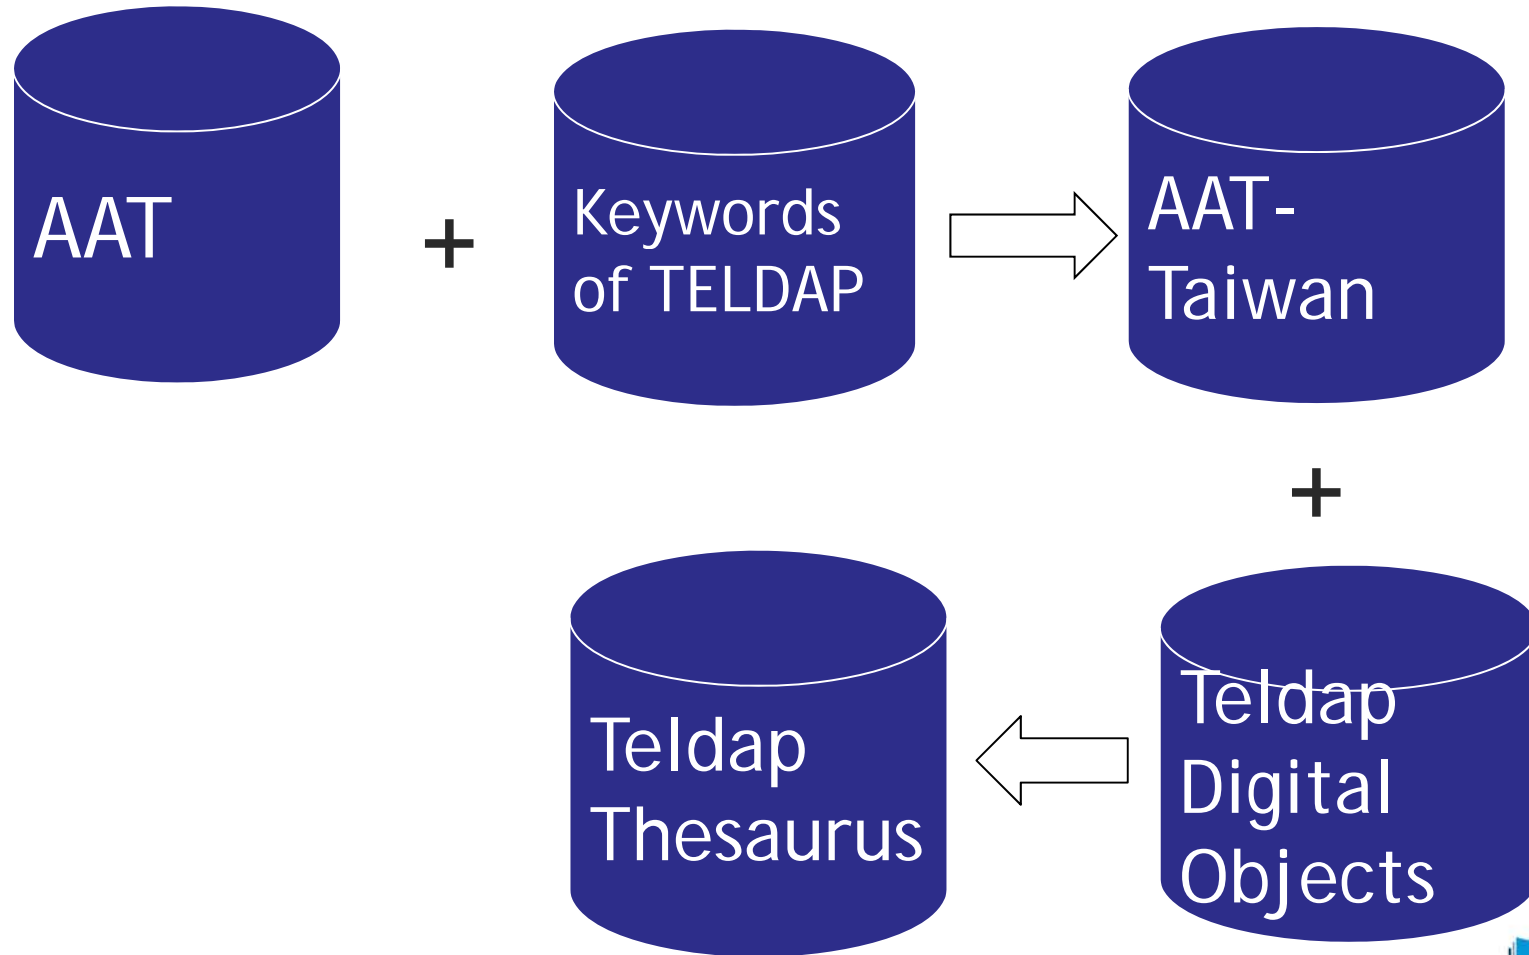 AAT
+
Keywords
of TELDAP
AAT-
Taiwan
+
Teldap
Digital
Objects
Teldap
Thesaurus